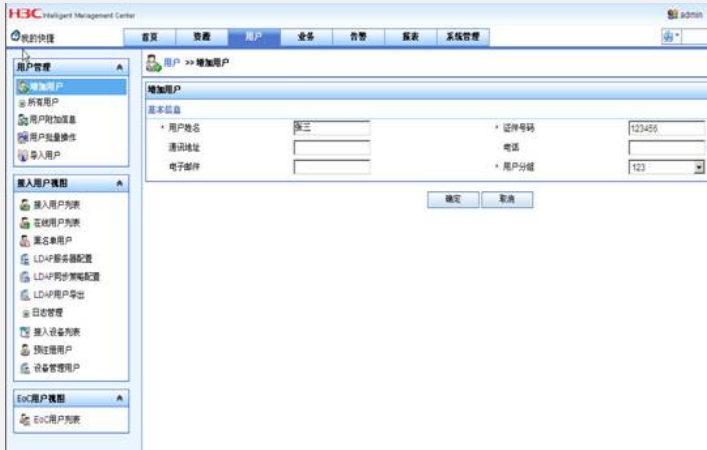 H3C Intelligent Management Center
admin
我的快捷
首页 资源 用户 业务 告警 报表 系统管理
用户管理
增加用户
所有用户
用户附加信息
用户批量操作
导入用户
接入用户视图
接入用户列表
在线用户列表
黑名单用户
LDAP服务器配置
LDAP同步策略配置
LDAP用户导出
日志管理
接入设备列表
预注册用户
设备管理用户
EoC用户视图
EoC用户列表
用户 >> 增加用户
增加用户
基本信息
* 用户姓名 张三 * 证件号码 123456
通讯地址 电话
电子邮件 * 用户分组 123
确定 取消